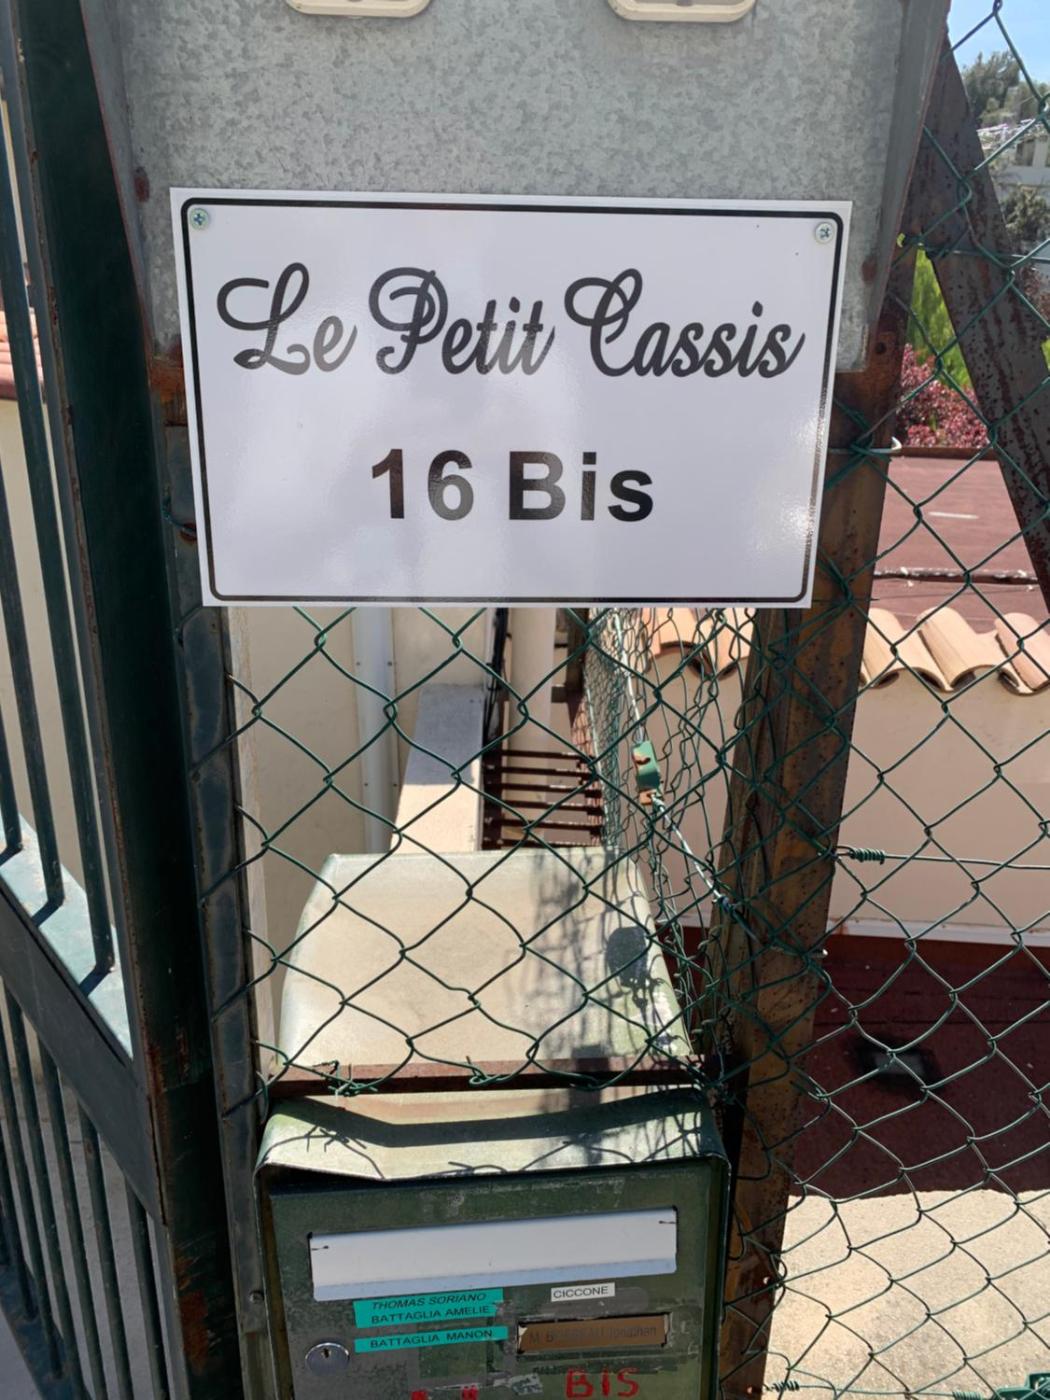 Le Petit Cassis
16 Bis
CICCONE
THOMAS SORIANO
BATTAGLIA AMELIE
BATTAGLIA MANON
BIS